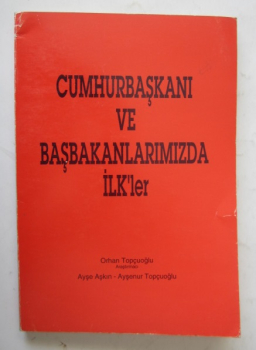 CUMHURBAŞKANI
VE
BAŞBAKANLARIMIZDA
İLK'ler
Orhan Topçuoğlu
Ayşe Aşkın - Ayşenur Topçuoğlu